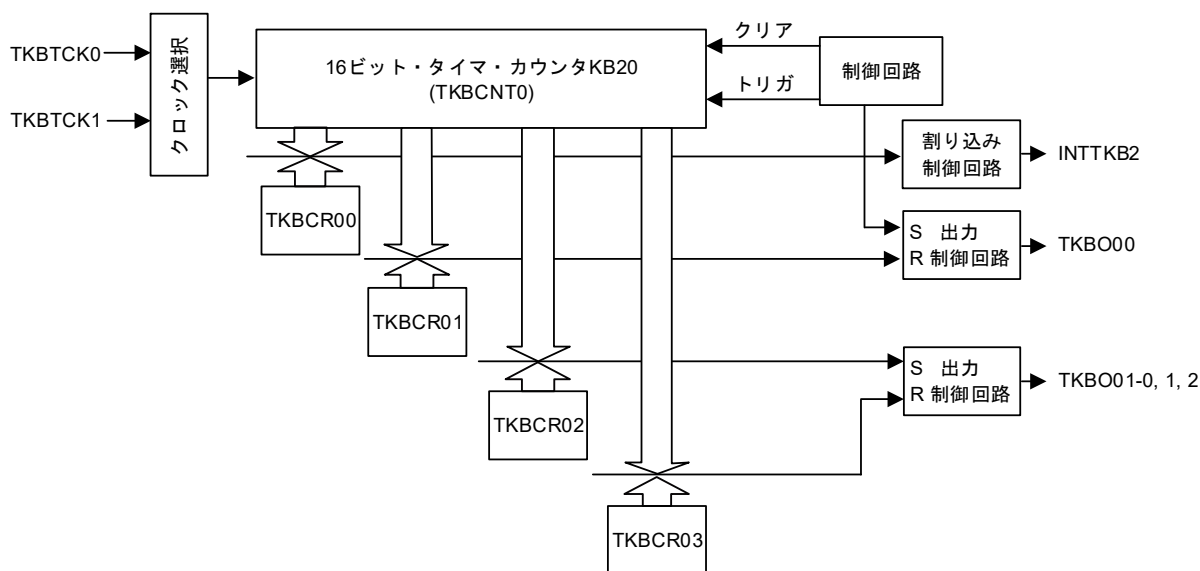 TKBTCK0
TKBTCK1
クロック選択
16ビット・タイマ・カウンタKB20
(TKBCNT0)
クリア
トリガ
制御回路
割り込み
制御回路
INTTKB2
TKBCR00
S 出力
R 制御回路
TKBO00
TKBCR01
S 出力
R 制御回路
TKBO01-0, 1, 2
TKBCR02
TKBCR03